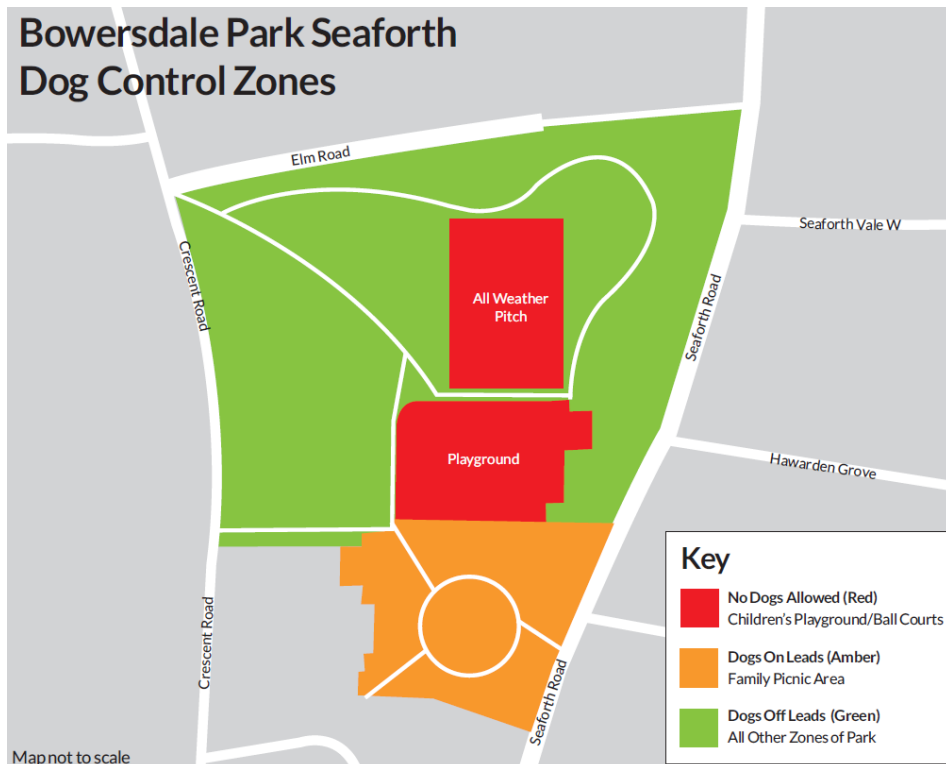 Bowersdale Park Seaforth
Dog Control Zones
Elm Road
Seaforth Vale W
Crescent Road
All Weather
Pitch
Seaforth Road
Playground
Hawarden Grove
Key
No Dogs Allowed (Red)
Children's Playground/Ball Courts
Dogs On Leads (Amber)
Family Picnic Area
Dogs Off Leads (Green)
All Other Zones of Park
Crescent Road
Seaforth Road
Map not to scale